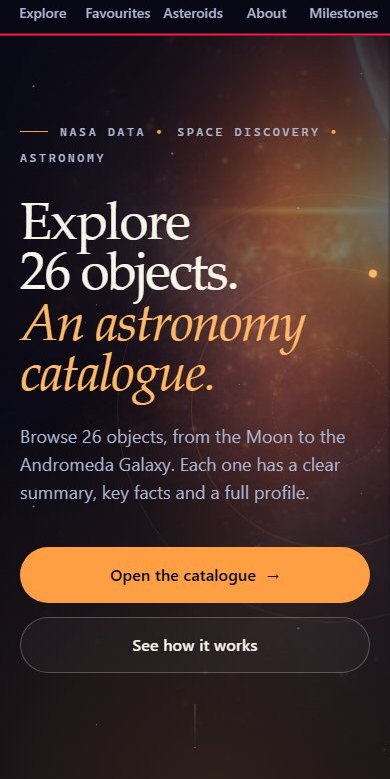 Explore Favourites Asteroids About Milestones
NASA DATA • SPACE DISCOVERY •
ASTRONOMY
Explore
26 objects.
An astronomy
catalogue.
Browse 26 objects, from the Moon to the
Andromeda Galaxy. Each one has a clear
summary, key facts and a full profile.
Open the catalogue →
See how it works